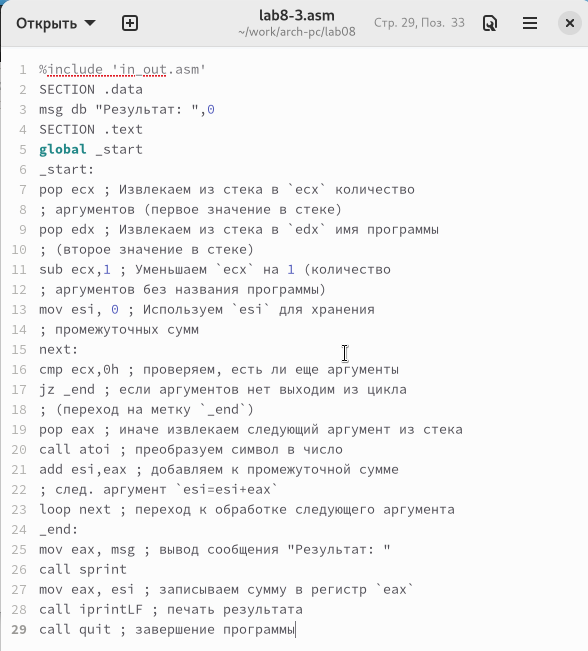 Открыть
lab8-3.asm
~/work/arch-pc/lab08
Стр. 29, Поз. 33
1 %include 'in_out.asm'
2 SECTION .data
3 msg db "Результат: ",0
4 SECTION .text
5 global _start
6 _start:
7 pop ecx ; Извлекаем из стека в `ecx` количество
8 ; аргументов (первое значение в стеке)
9 pop edx ; Извлекаем из стека в `edx` имя программы
10 ; (второе значение в стеке)
11 sub ecx,1 ; Уменьшаем `ecx` на 1 (количество
12 ; аргументов без названия программы)
13 mov esi, 0 ; Используем `esi` для хранения
14 ; промежуточных сумм
15 next:
16 cmp ecx,0h ; проверяем, есть ли еще аргументы
17 jz _end ; если аргументов нет выходим из цикла
18 ; (переход на метку `_end`)
19 pop eax ; иначе извлекаем следующий аргумент из стека
20 call atoi ; преобразуем символ в число
21 add esi,eax ; добавляем к промежуточной сумме
22 ; след. аргумент `esi=esi+eax`
23 loop next ; переход к обработке следующего аргумента
24 _end:
25 mov eax, msg ; вывод сообщения "Результат: "
26 call sprint
27 mov eax, esi ; записываем сумму в регистр `eax`
28 call iprintLF ; печать результата
29 call quit ; завершение программы